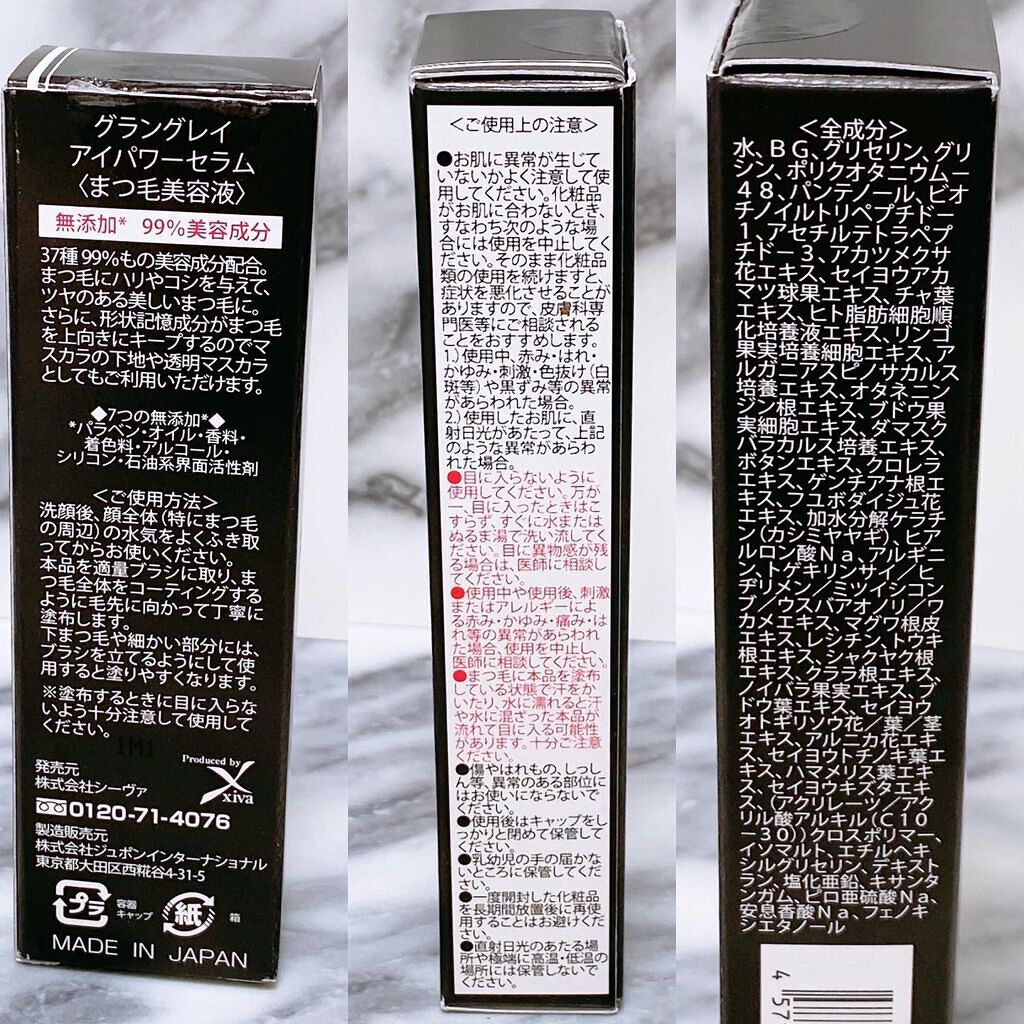 グラングレイ
アイパワーセラム
〈まつ毛美容液〉
無添加* 99%美容成分
37種99%もの美容成分配合。
まつ毛にハリやコシを与えて、
ツヤのある美しいまつ毛に。
さらに、形状記憶成分がまつ毛
を上向きにキープするのでマ
スカラの下地や透明マスカラ
としてもご利用いただけます。
◆7つの無添加*◆
*パラベン・オイル・香料・
着色料・アルコール・
シリコン・石油系界面活性剤
＜ご使用方法＞
洗顔後、顔全体(特にまつ毛
の周辺)の水気をよくふき取
ってからお使いください。
本品を適量ブラシに取り、ま
つ毛全体をコーティングする
ように毛先に向かって丁寧に
塗布します。
下まつ毛や細かい部分には、
ブラシを立てるようにして使
用すると塗りやすくなります。
※塗布するときに目に入らな
いよう十分注意して使用して
ください。
1M1
Produced by
xiva
発売元
株式会社シーヴァ
0120-71-4076
製造販売元
株式会社ジュポンインターナショナル
東京都大田区西糀谷4-31-5
プラ
容器
キャップ
紙
箱
MADE IN JAPAN
＜ご使用上の注意＞
●お肌に異常が生じて
いないかよく注意して使
用してください。化粧品
がお肌に合わないとき、
すなわち次のような場
合には使用を中止してく
ださい。そのまま化粧品
類の使用を続けますと、
症状を悪化させることが
ありますので、皮膚科専
門医等にご相談される
ことをおすすめします。
1.)使用中、赤み・はれ・
かゆみ・刺激・色抜け(白
斑等)や黒ずみ等の異常
があらわれた場合。
2.)使用したお肌に、直
射日光があたって、上記
のような異常があらわ
れた場合。
●目に入らないように
使用してください。万が
一、目に入ったときはこ
すらず、すぐに水または
ぬるま湯で洗い流してく
ださい。目に異物感が残
る場合は、医師に相談し
てください。
●使用中や使用後、刺激
またはアレルギーによ
る赤み・かゆみ・痛み・は
れ等の異常があらわれ
た場合、使用を中止し、
医師に相談してください。
●まつ毛に本品を塗布
している状態で汗をか
いたり、水に濡れると汗
や水に混ざった本品が
流れて目に入る可能性
があります。十分ご注意
ください。
●傷やはれもの、しっし
ん等、異常のある部位に
はお使いにならないで
ください。
●使用後はキャップをし
っかりと閉めて保管して
ください。
●乳幼児の手の届かな
いところに保管してくだ
さい。
●一度開封した化粧品
を長期間放置後に再使
用することはお避けくだ
さい。
●直射日光のあたる場
所や極端に高温・低温の
場所には保管しないで
ください。
＜全成分＞
水、BG、グリセリン、グリ
シン、ポリクオタニウムー
48、パンテノール、ビオ
チノイルトリペプチドー
1、アセチルテトラペプ
チドー3、アカツメクサ
花エキス、セイヨウアカ
マツ球果エキス、チャ葉
エキス、ヒト脂肪細胞順
化培養液エキス、リンゴ
果実培養細胞エキス、ア
ルガニアスピノサカルス
培養エキス、オタネニン
ジン根エキス、ブドウ果
実細胞エキス、ダマスク
バラカルス培養エキス、
ボタンエキス、クロレラ
エキス、ゲンチアナ根エ
キス、フユボダイジュ花
エキス、加水分解ケラチ
ン(カシミヤヤギ)、ヒア
ルロン酸Na、アルギニ
ン、トゲキリンサイ／ヒ
ヂリメン／ミツイシコン
ブ／ウスバアオノリ／ワ
カメエキス、マグワ根皮
エキス、レシチン、トウキ
根エキス、シャクヤク根
エキス、クララ根エキス、
ノイバラ果実エキス、ブ
ドウ葉エキス、セイヨウ
オトギリソウ花／葉／茎
エキス、アルニカ花エキ
ス、セイヨウトチノキ葉エ
キス、ハマメリス葉エキ
ス、セイヨウキズタエキ
ス、(アクリレーツ／アク
リル酸アルキル(C10
-30))クロスポリマー、
イソマルト、エチルヘキ
シルグリセリン、デキスト
ラン、塩化亜鉛、キサンタ
ンガム、ピロ亜硫酸Na、
安息香酸Na、フェノキ
シエタノール
4 57